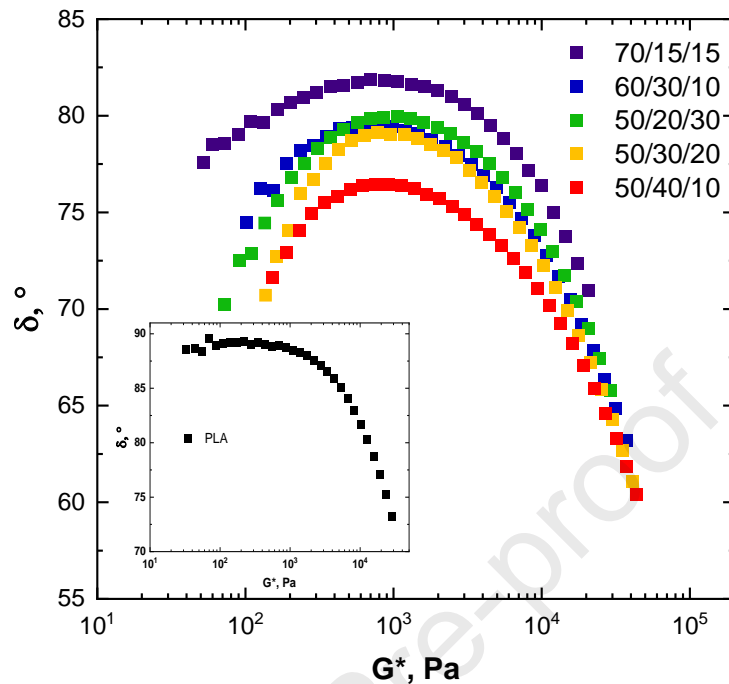 85
80
75
70
65
60
55
δ, °
70/15/15
60/30/10
50/20/30
50/30/20
50/40/10
90
85
80
75
70
δ, °
PLA
10¹ 10² 10³ 10⁴
G*, Pa
10¹ 10² 10³ 10⁴ 10⁵
G*, Pa
re-proof